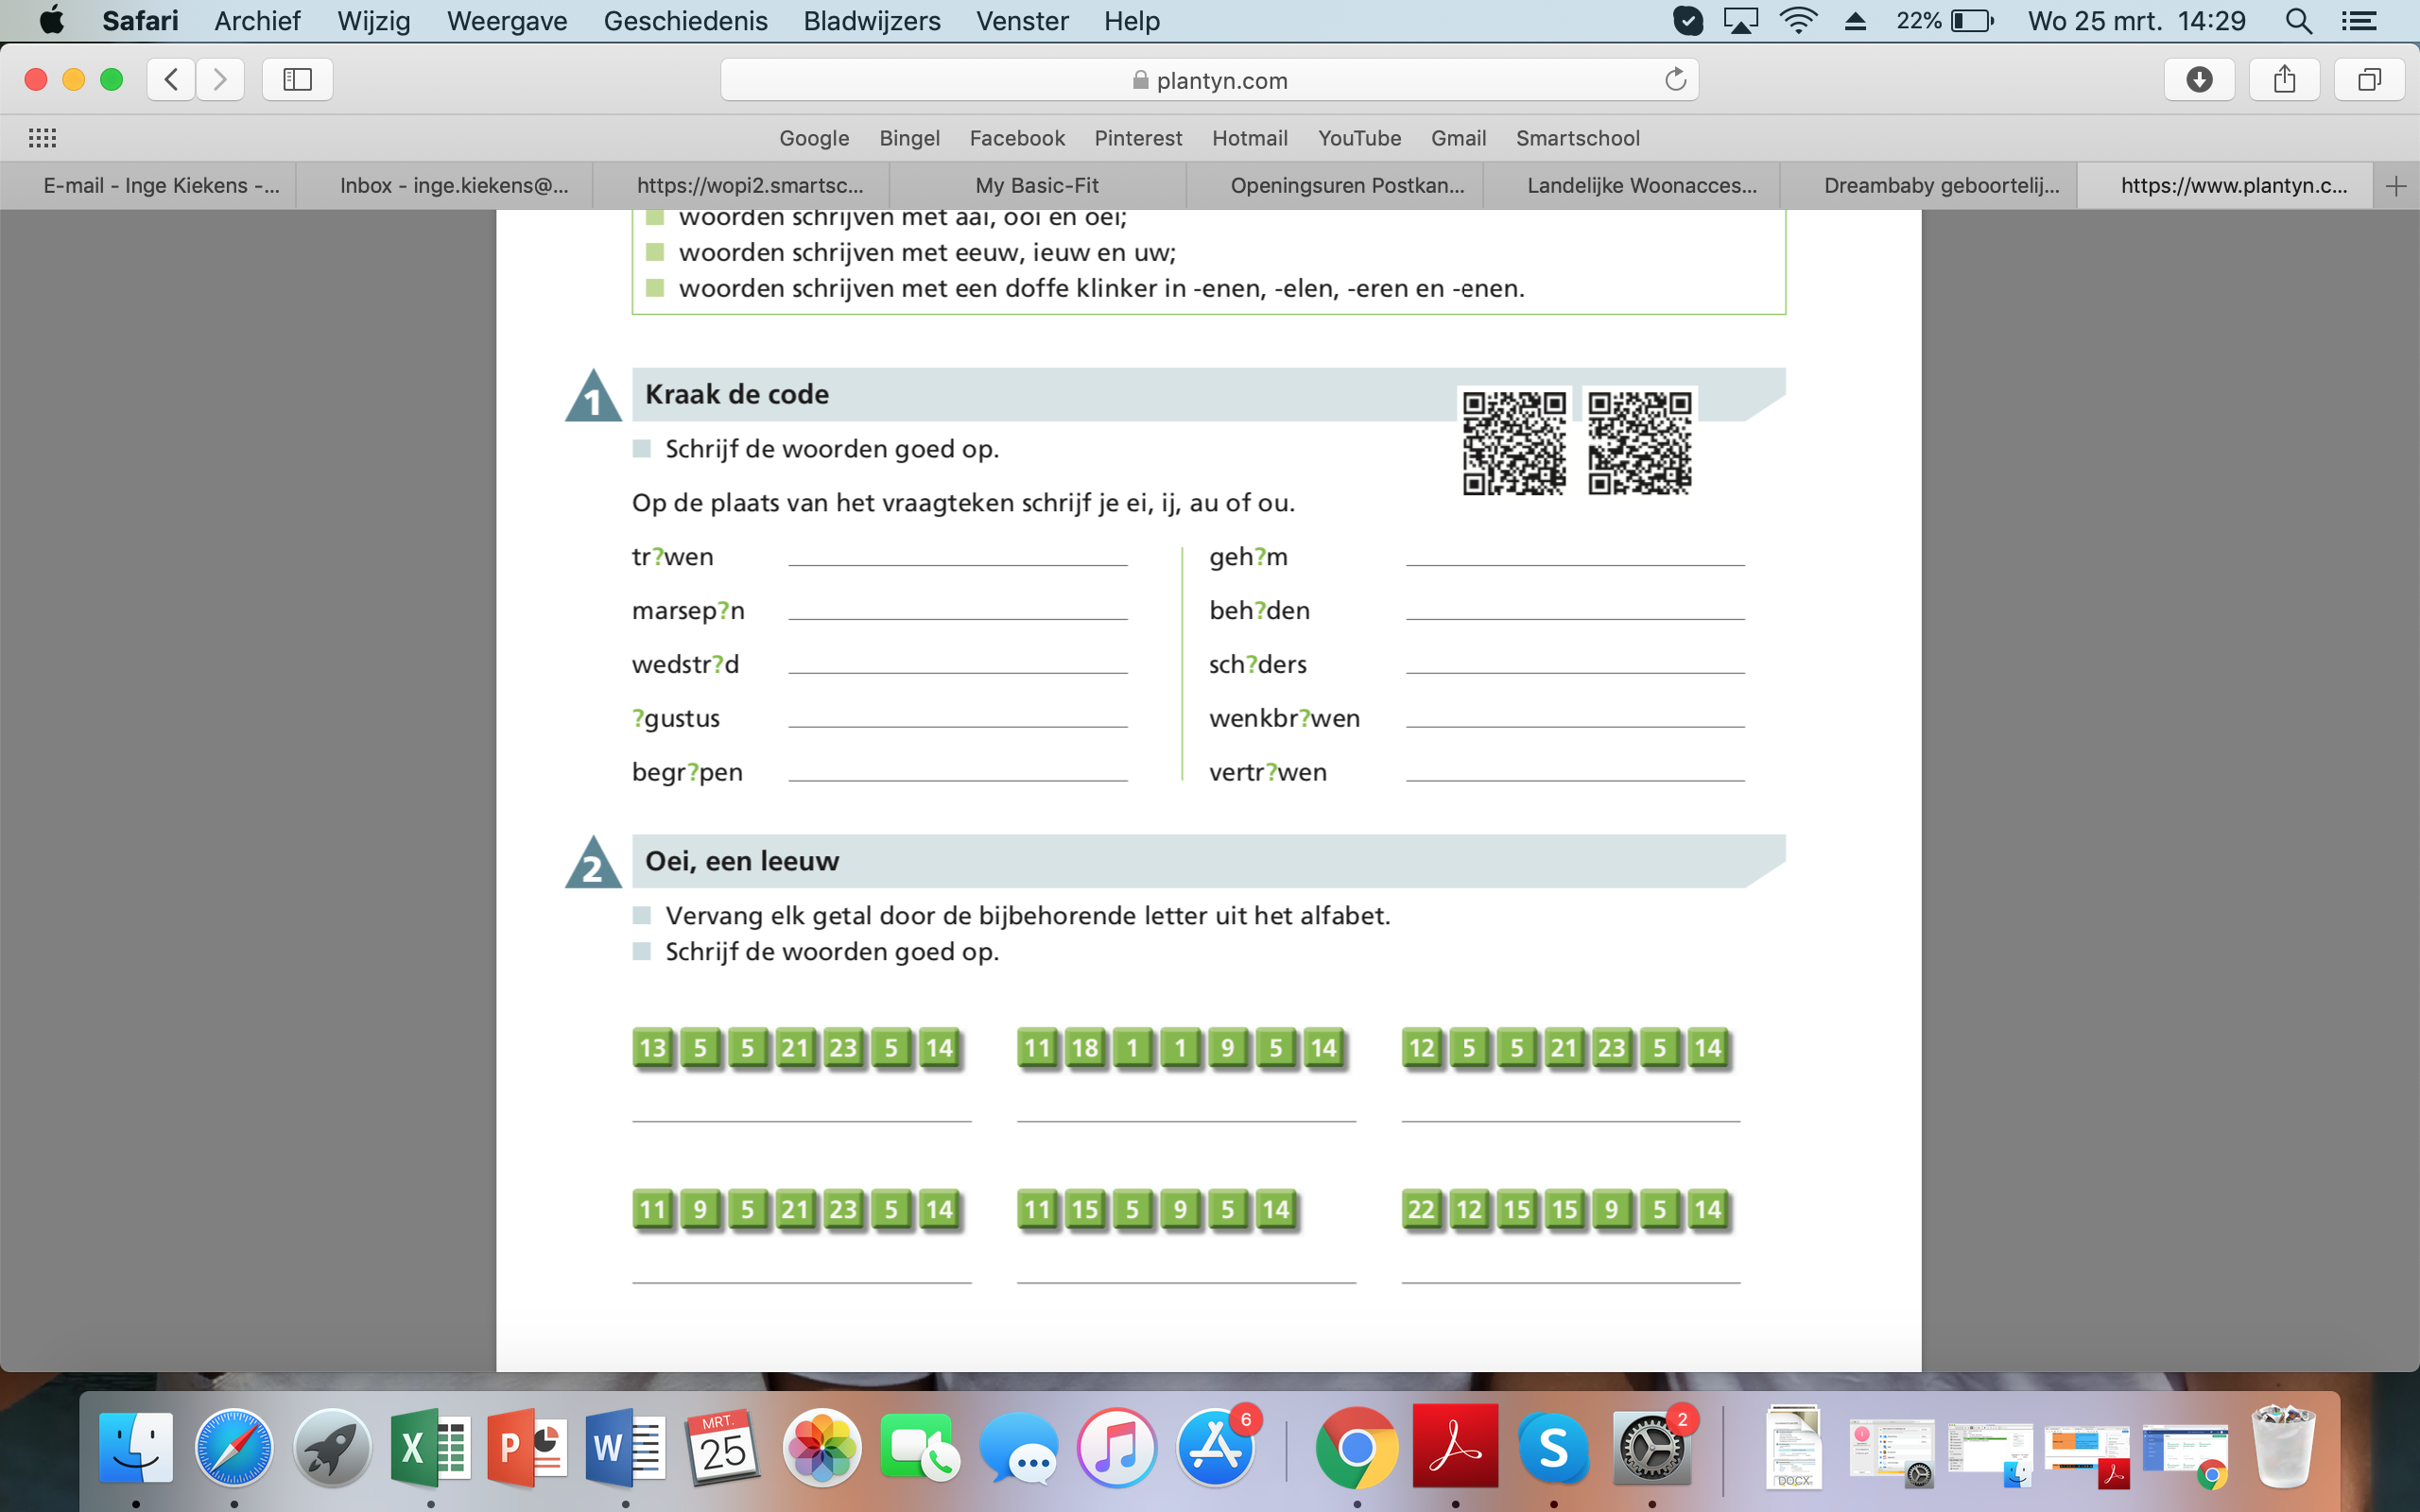 Safari Archief Wijzig Weergave Geschiedenis Bladwijzers Venster Help 22% Wo 25 mrt. 14:29
plantyn.com
Google Bingel Facebook Pinterest Hotmail YouTube Gmail Smartschool
E-mail - Inge Kiekens -... Inbox - inge.kiekens@... https://wopi2.smartsc... My Basic-Fit Openingsuren Postkan... Landelijke Woonacces... Dreambaby geboortelij... https://www.plantyn.c...
woorden schrijven met aai, ooi en oei;
woorden schrijven met eeuw, ieuw en uw;
woorden schrijven met een doffe klinker in -enen, -elen, -eren en -enen.
1 Kraak de code
Schrijf de woorden goed op.
Op de plaats van het vraagteken schrijf je ei, ij, au of ou.
tr?wen geh?m
marsep?n beh?den
wedstr?d sch?ders
?gustus wenkbr?wen
begr?pen vertr?wen
2 Oei, een leeuw
Vervang elk getal door de bijbehorende letter uit het alfabet.
Schrijf de woorden goed op.
13 5 5 21 23 5 14 11 18 1 1 9 5 14 12 5 5 21 23 5 14
11 9 5 21 23 5 14 11 15 5 9 5 14 22 12 15 15 9 5 14
X P W MRT. 25 6 S 2 DOCX